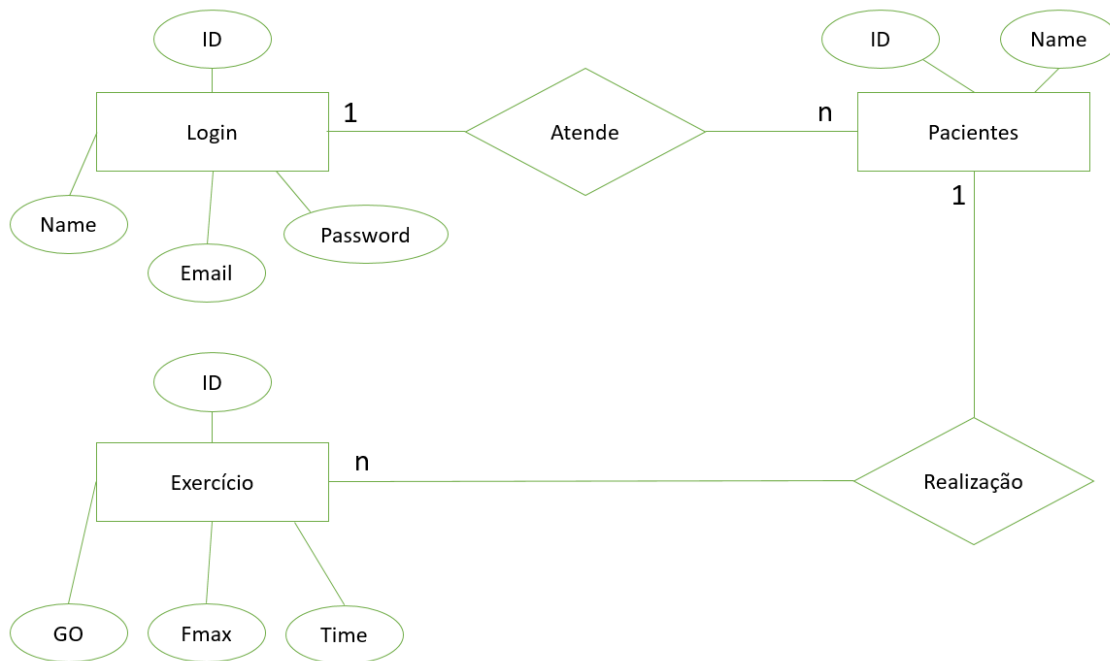 ID
ID
Name
Login
1
Atende
n
Pacientes
1
Name
Password
Email
ID
Exercício
n
Realização
GO
Fmax
Time